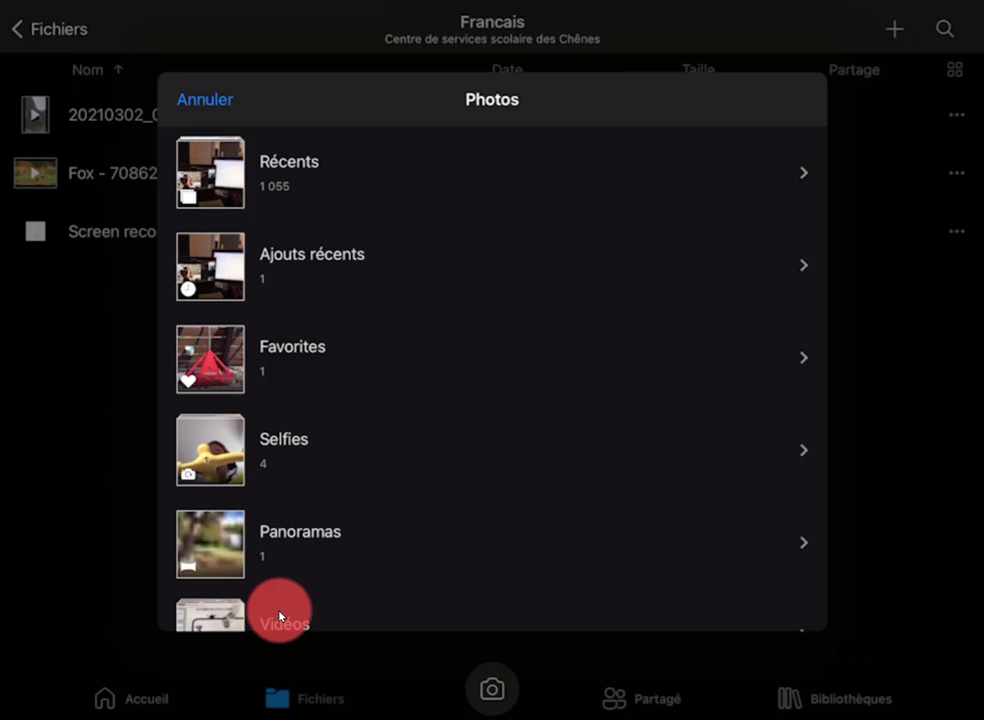 Fichiers
Francais
Centre de services scolaire des Chênes
Nom
Date
Taille
Partage
20210302_0
Fox - 70862
Screen reco
Annuler
Photos
Récents
1 055
Ajouts récents
1
Favorites
1
Selfies
4
Panoramas
1
Vidéos
Accueil
Fichiers
Partagé
Bibliothèques